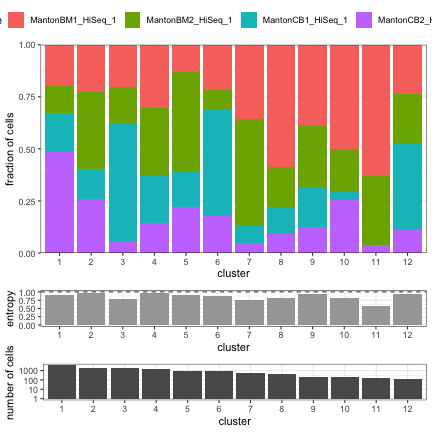 MantonBM1_HiSeq_1 MantonBM2_HiSeq_1 MantonCB1_HiSeq_1 MantonCB2_H
fraction of cells
1.00
0.75
0.50
0.25
0.00
1 2 3 4 5 6 7 8 9 10 11 12
cluster
entropy
1.00
0.75
0.50
0.25
0.00
1 2 3 4 5 6 7 8 9 10 11 12
cluster
number of cells
1000
100
10
1
1 2 3 4 5 6 7 8 9 10 11 12
cluster